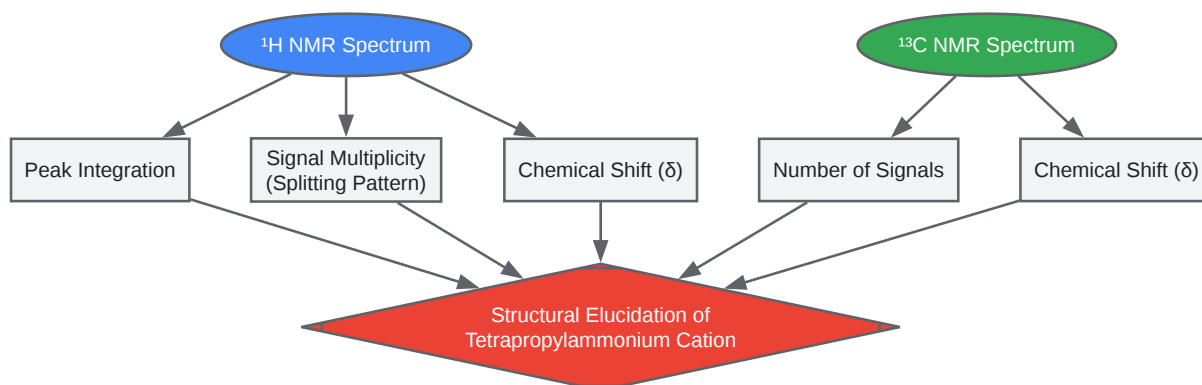 ¹H NMR Spectrum
¹³C NMR Spectrum
Peak Integration
Signal Multiplicity
(Splitting Pattern)
Chemical Shift (δ)
Number of Signals
Chemical Shift (δ)
Structural Elucidation of
Tetrapropylammonium Cation